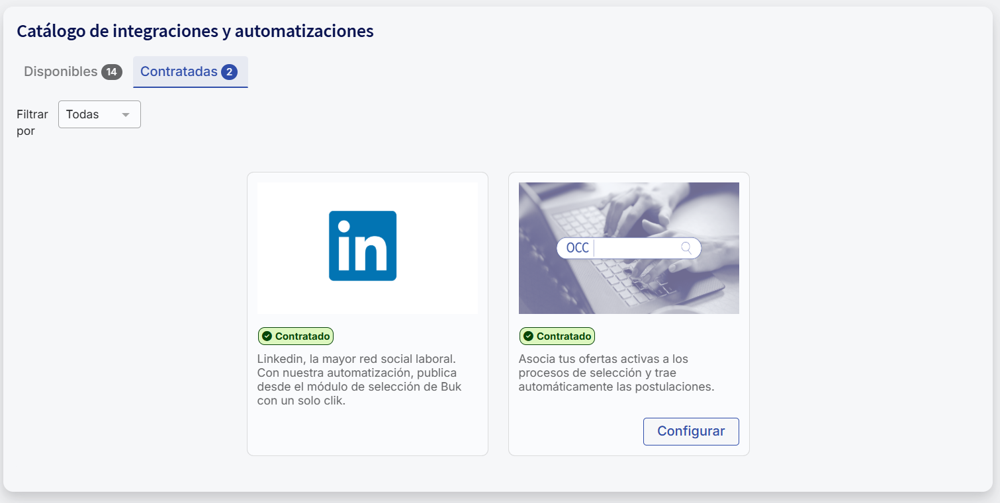 Catálogo de integraciones y automatizaciones
Disponibles 14 Contratadas 2
Filtrar por Todas
in
Contratado
Linkedin, la mayor red social laboral.
Con nuestra automatización, publica
desde el módulo de selección de Buk
con un solo clik.
OCC
Contratado
Asocia tus ofertas activas a los
procesos de selección y trae
automáticamente las postulaciones.
Configurar